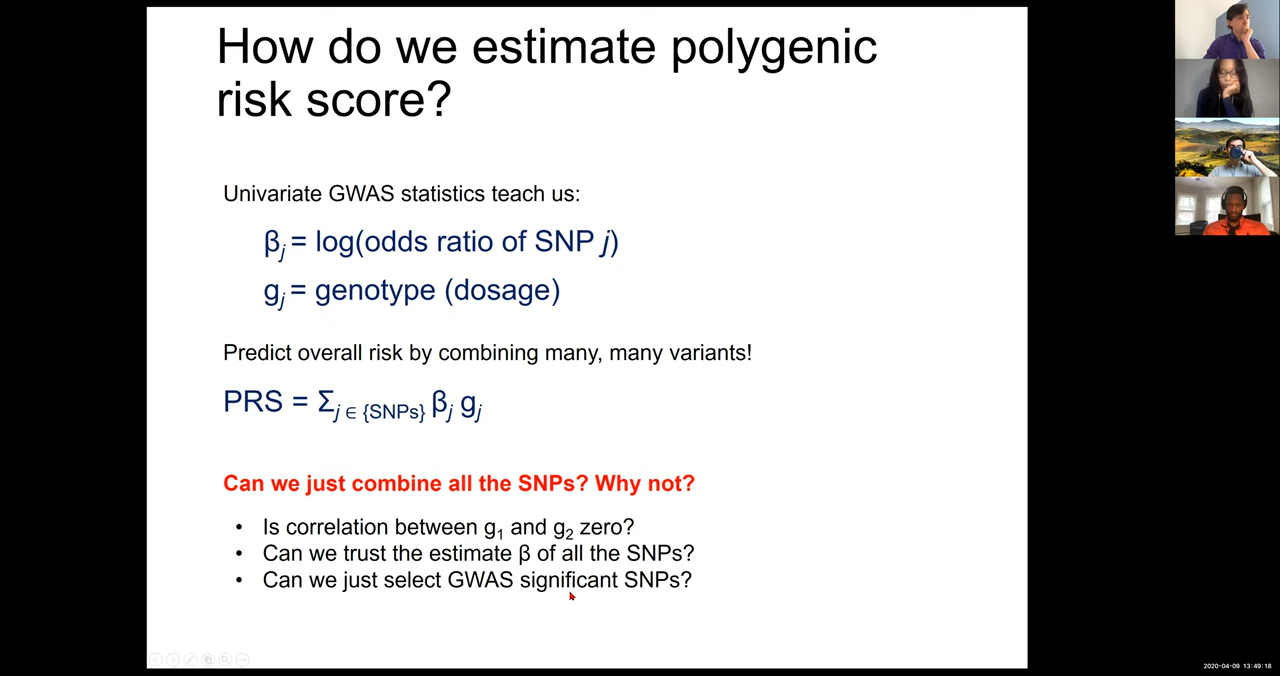 How do we estimate polygenic
risk score?
Univariate GWAS statistics teach us:
βj = log(odds ratio of SNP j)
gj = genotype (dosage)
Predict overall risk by combining many, many variants!
PRS = Σj ∈ {SNPs} βj gj
Can we just combine all the SNPs? Why not?
• Is correlation between g1 and g2 zero?
• Can we trust the estimate β of all the SNPs?
• Can we just select GWAS significant SNPs?
2020-04-09 13:49:18